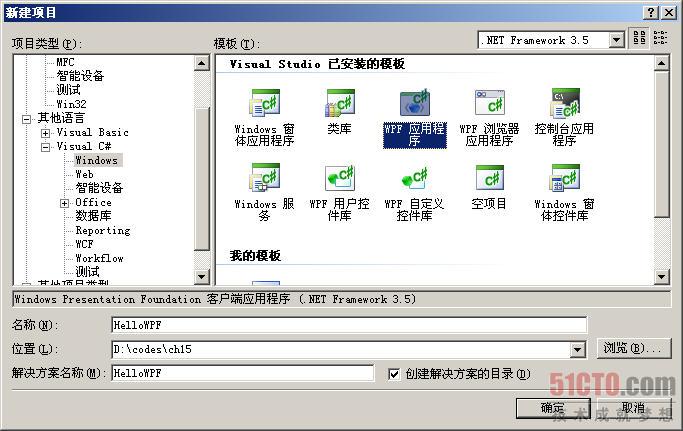 新建项目
项目类型(P):
模板(T):
.NET Framework 3.5
MFC
智能设备
测试
Win32
其他语言
Visual Basic
Visual C#
Windows
Web
智能设备
Office
数据库
Reporting
WCF
Workflow
测试
其他项目类型
Visual Studio 已安装的模板
Windows 窗体应用程序
类库
WPF 应用程序
WPF 浏览器应用程序
控制台应用程序
Windows 服务
WPF 用户控件库
WPF 自定义控件库
空项目
Windows 窗体控件库
我的模板
Windows Presentation Foundation 客户端应用程序 (.NET Framework 3.5)
名称(N):
HelloWPF
位置(L):
D:\codes\ch15
浏览(B)...
解决方案名称(M):
HelloWPF
创建解决方案的目录(D)
确定
取消
51CTO.com
技术成就梦想